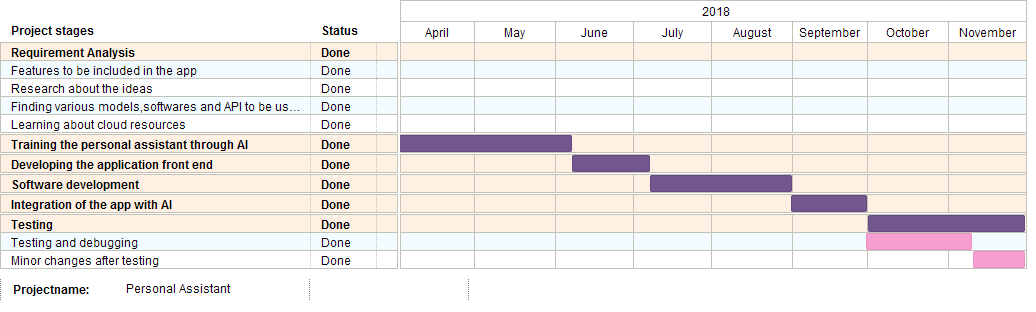 2018
Project stages Status April May June July August September October November
Requirement Analysis Done
Features to be included in the app Done
Research about the ideas Done
Finding various models,softwares and API to be us... Done
Learning about cloud resources Done
Training the personal assistant through AI Done
Developing the application front end Done
Software development Done
Integration of the app with AI Done
Testing Done
Testing and debugging Done
Minor changes after testing Done
Projectname: Personal Assistant